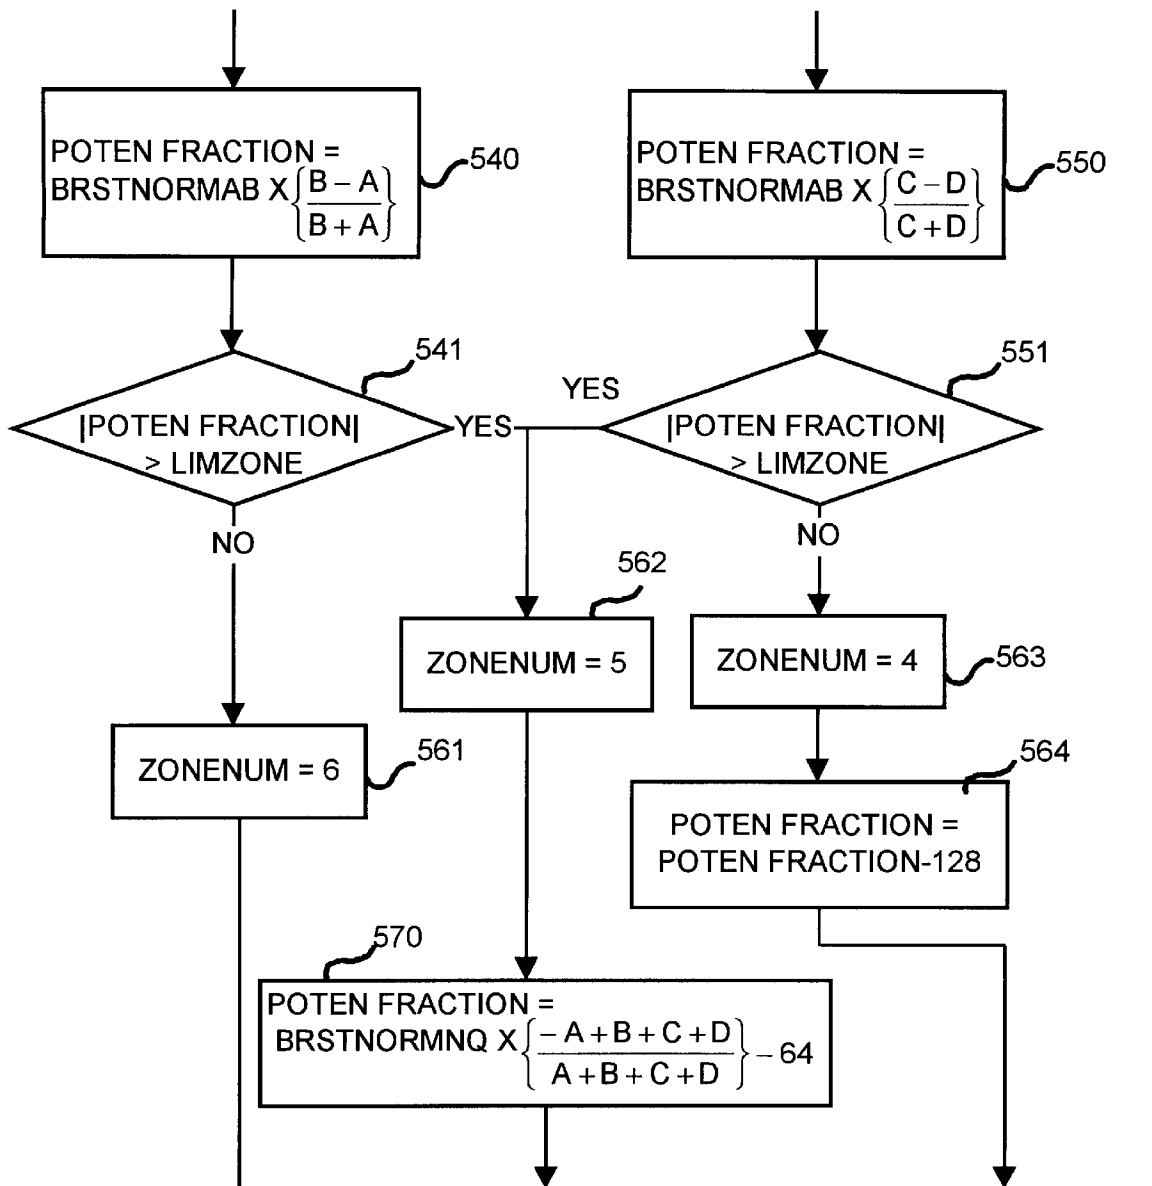 POTEN FRACTION =
BRSTNORMAB X {B – A / B + A}
540
POTEN FRACTION =
BRSTNORMAB X {C – D / C + D}
550
541
|POTEN FRACTION|
> LIMZONE
YES
YES
551
|POTEN FRACTION|
> LIMZONE
NO
NO
562
ZONENUM = 5
ZONENUM = 4
563
ZONENUM = 6
561
564
POTEN FRACTION =
POTEN FRACTION-128
570
POTEN FRACTION =
BRSTNORMNQ X {– A + B + C + D / A + B + C + D} – 64